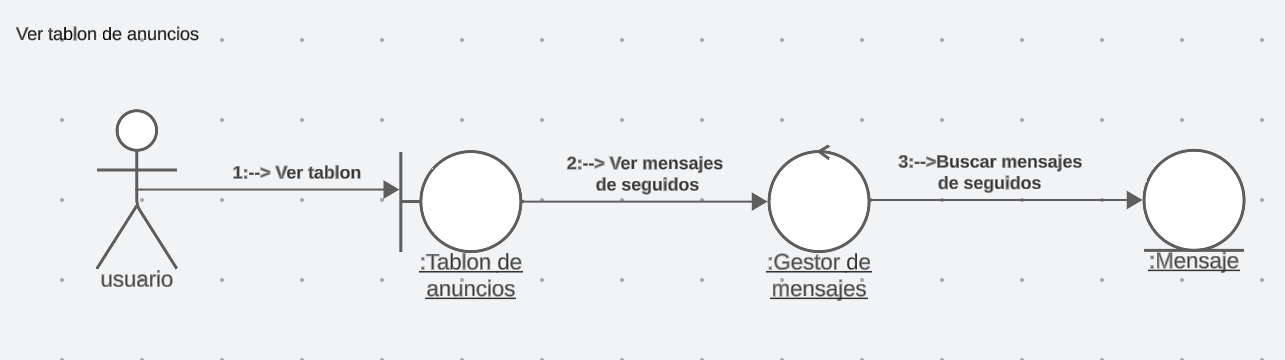 Ver tablon de anuncios
1:--> Ver tablon
2:--> Ver mensajes
de seguidos
3:-->Buscar mensajes
de seguidos
usuario
:Tablon de
anuncios
:Gestor de
mensajes
:Mensaje